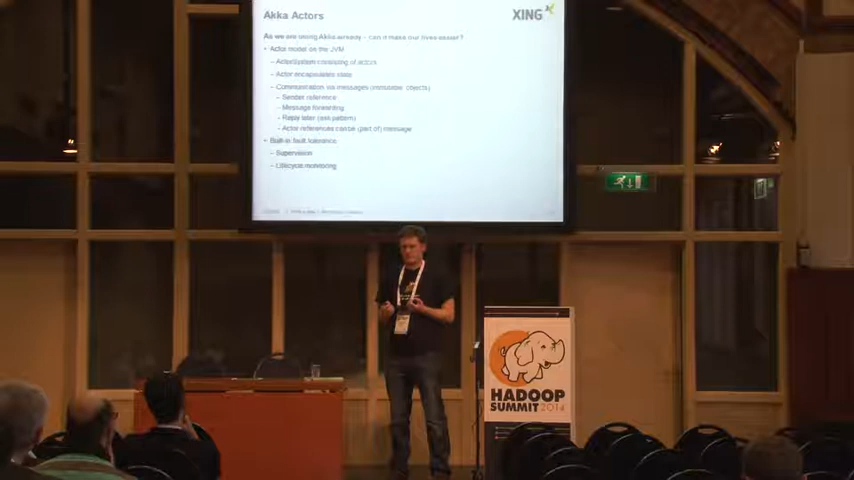 Akka Actors
XING
As we are using Akka already – can it make our lives easier?
• Actor model on the JVM
– ActorSystem consisting of actors
– Actor encapsulates state
– Communication via messages (immutable objects)
– Sender reference
– Message forwarding
– Reply later (ask pattern)
– Actor references can be (part of) message
• Built-in fault tolerance
– Supervision
– Lifecycle monitoring
HADOOP
SUMMIT 2014